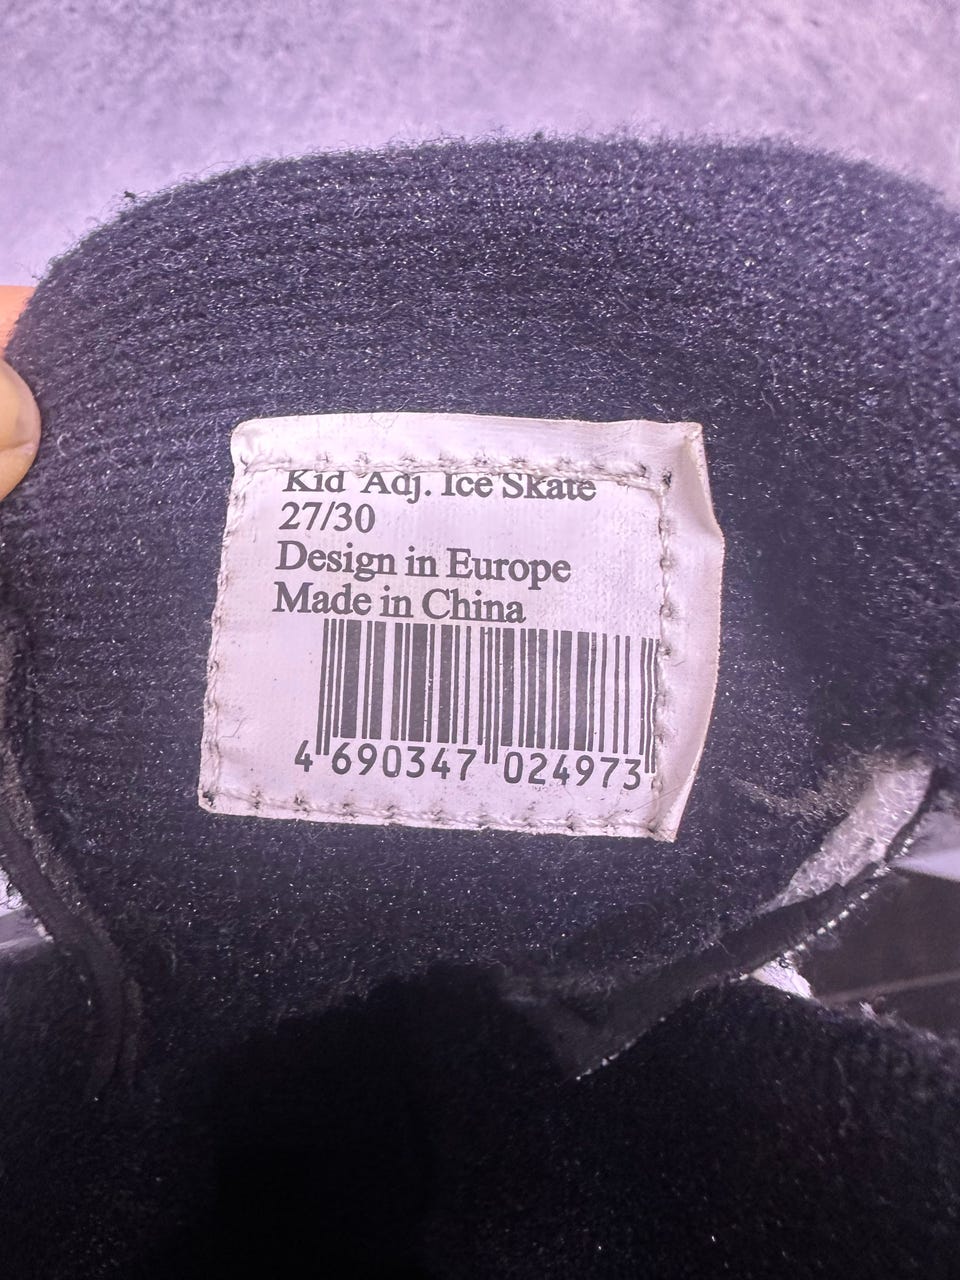 Kid Adj. Ice Skate
27/30
Design in Europe
Made in China
4 690347 024973